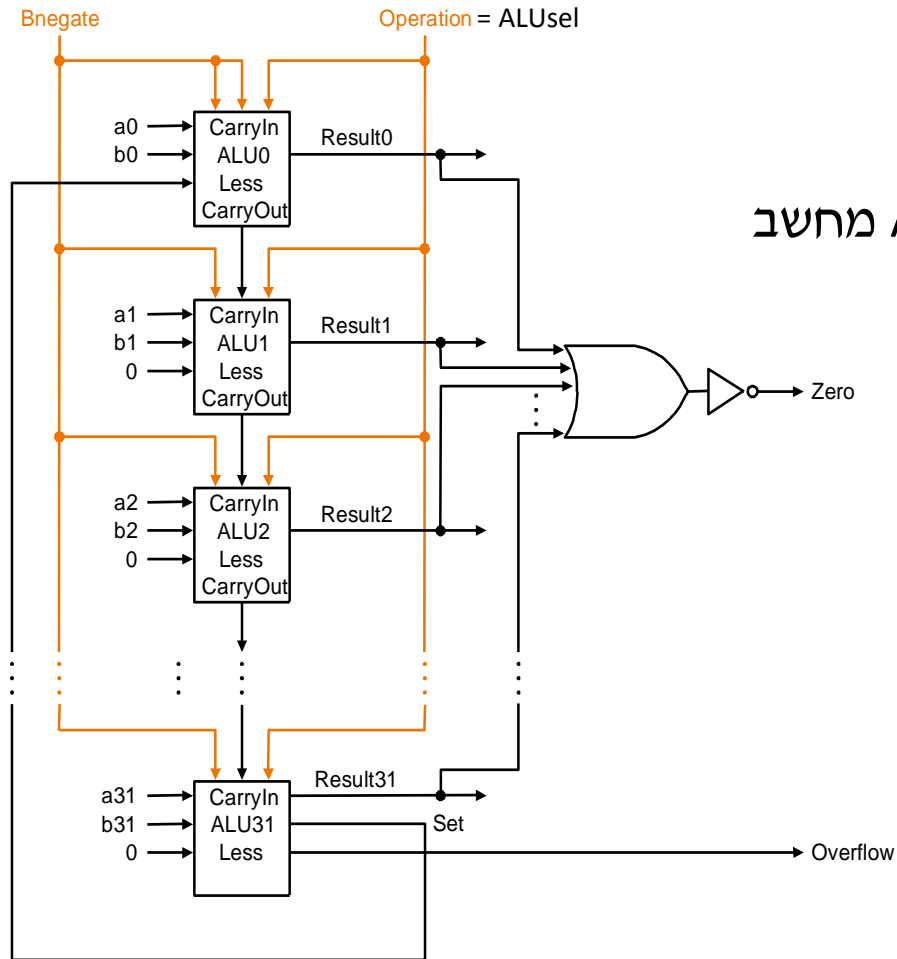 Bnegate
Operation = ALUsel
a0
b0
CarryIn
ALU0
Less
CarryOut
Result0
מחשב
a1
b1
0
CarryIn
ALU1
Less
CarryOut
Result1
Zero
a2
b2
0
CarryIn
ALU2
Less
CarryOut
Result2
a31
b31
0
CarryIn
ALU31
Less
Result31
Set
Overflow